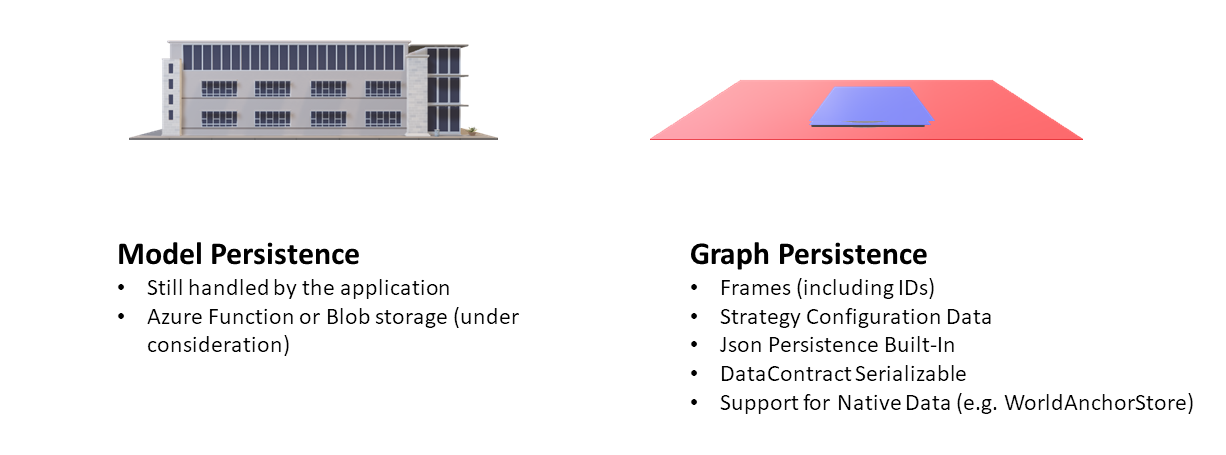 Model Persistence
• Still handled by the application
• Azure Function or Blob storage (under
consideration)
Graph Persistence
• Frames (including IDs)
• Strategy Configuration Data
• Json Persistence Built-In
• DataContract Serializable
• Support for Native Data (e.g. WorldAnchorStore)